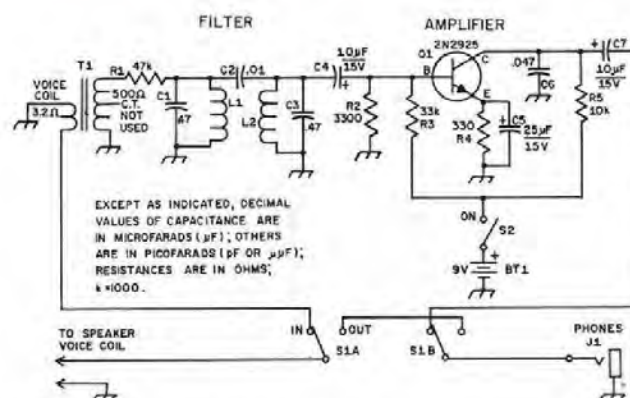 FILTER
AMPLIFIER
T1
VOICE
COIL
3.2Ω
R1
47k
500Ω
C.T.
NOT
USED
C1
.47
C2
.01
L1
L2
C3
.47
C4
10µF
15V
R2
3300
2N2925
Q1
B
C
E
33k
R3
330
R4
C5
25µF
15V
.047
C6
C7
10µF
15V
R5
10k
EXCEPT AS INDICATED, DECIMAL
VALUES OF CAPACITANCE ARE
IN MICROFARADS (µF); OTHERS
ARE IN PICOFARADS (pF OR µµF);
RESISTANCES ARE IN OHMS;
k =1000.
ON
S2
9V
BT1
TO SPEAKER
VOICE COIL
IN
OUT
S1A
S1B
PHONES
J1